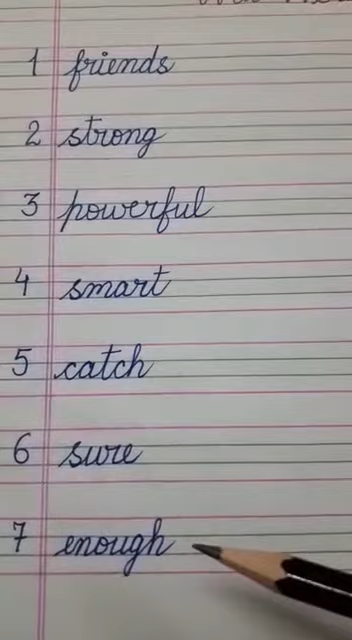 1 friends
2 strong
3 powerful
4 smart
5 catch
6 sure
7 enough